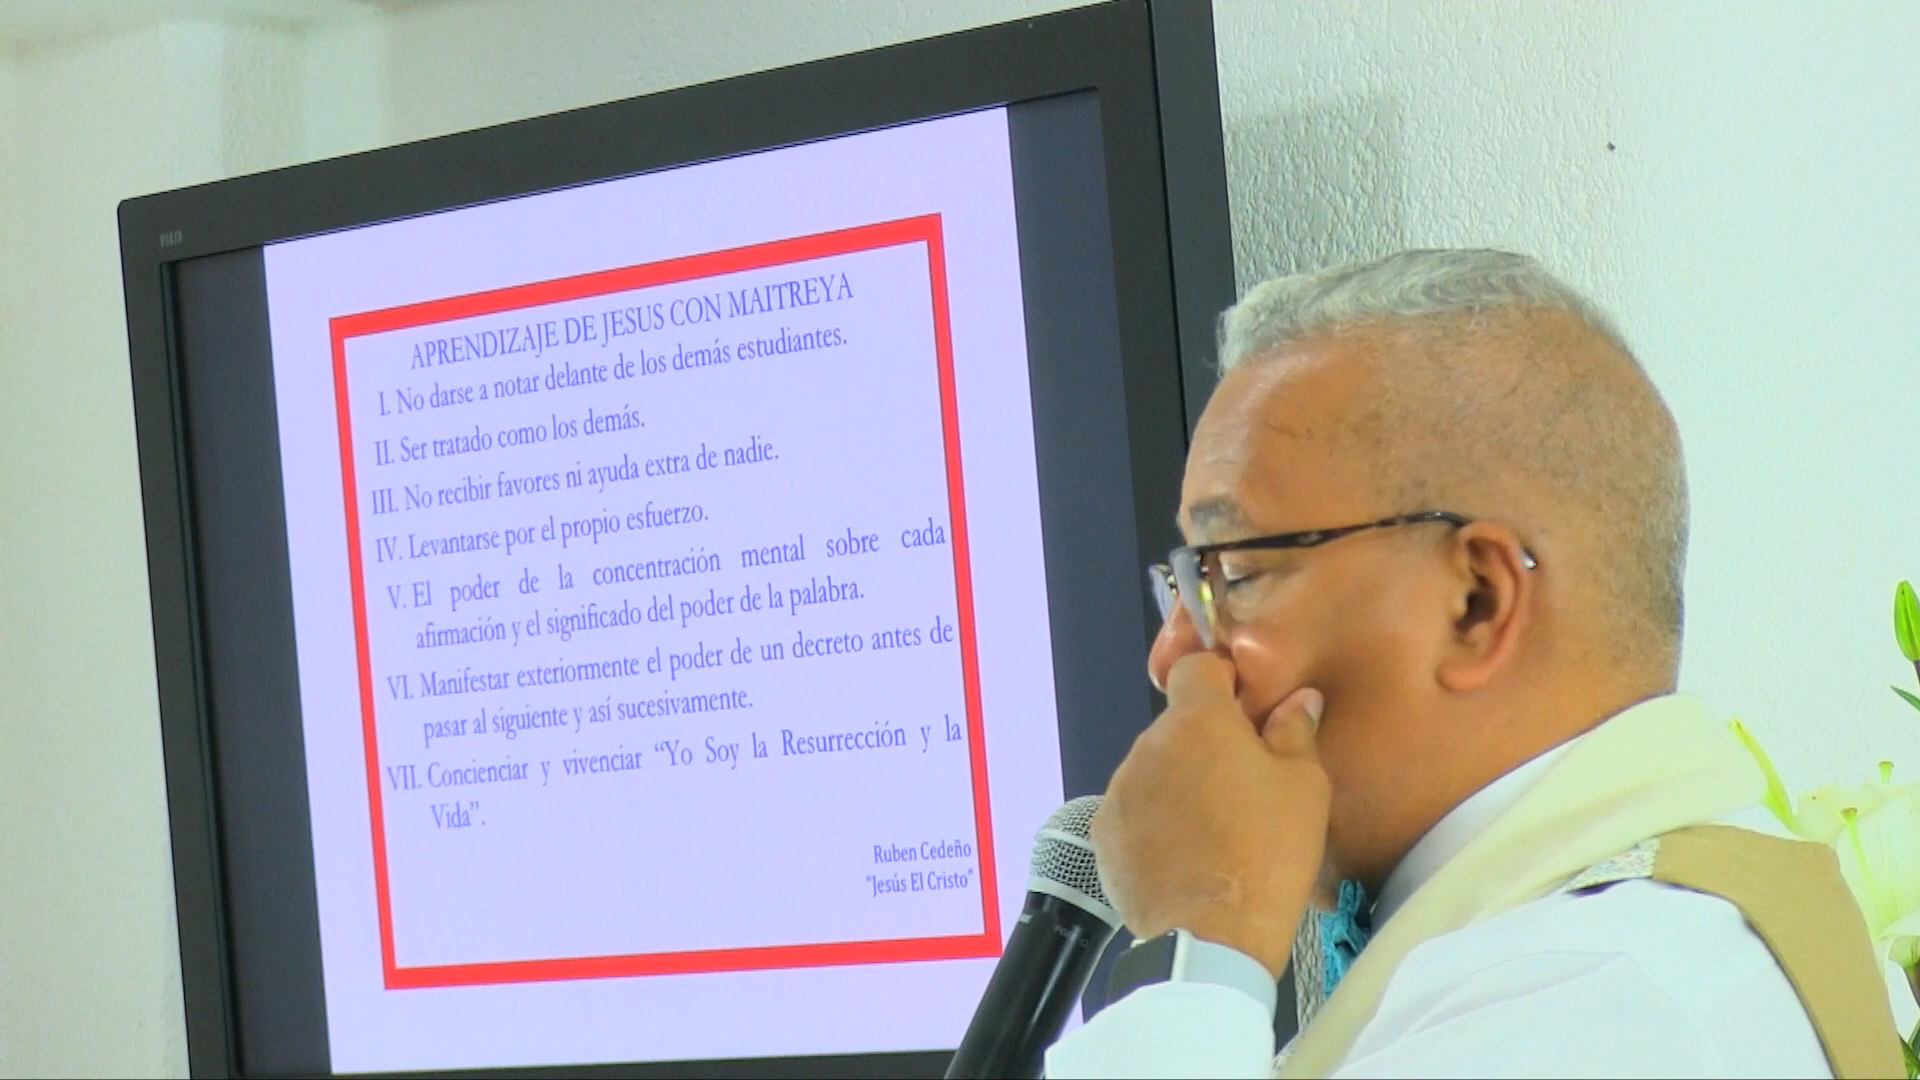 APRENDIZAJE DE JESUS CON MAITREYA
I. No darse a notar delante de los demás estudiantes.
II. Ser tratado como los demás.
III. No recibir favores ni ayuda extra de nadie.
IV. Levantarse por el propio esfuerzo.
V. El poder de la concentración mental sobre cada
afirmación y el significado del poder de la palabra.
VI. Manifestar exteriormente el poder de un decreto antes de
pasar al siguiente y así sucesivamente.
VII. Concienciar y vivenciar “Yo Soy la Resurrección y la
Vida”.
Ruben Cedeño
"Jesús El Cristo"